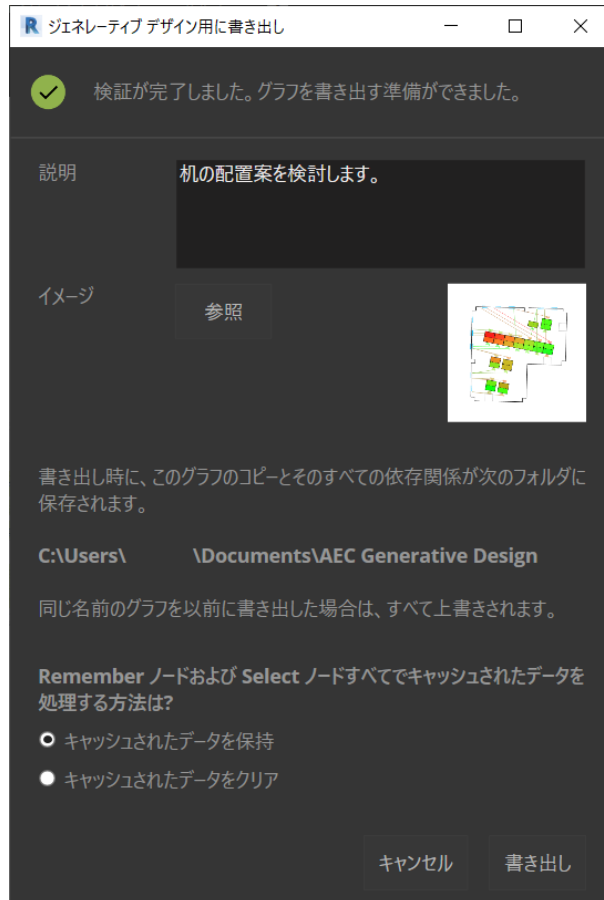 R ジェネレーティブ デザイン用に書き出し
検証が完了しました。グラフを書き出す準備ができました。
説明
机の配置案を検討します。
イメージ
参照
書き出し時に、このグラフのコピーとそのすべての依存関係が次のフォルダに
保存されます。
C:\Users\ \Documents\AEC Generative Design
同じ名前のグラフを以前に書き出した場合は、すべて上書きされます。
Remember ノードおよび Select ノードすべてでキャッシュされたデータを
処理する方法は?
キャッシュされたデータを保持
キャッシュされたデータをクリア
キャンセル
書き出し